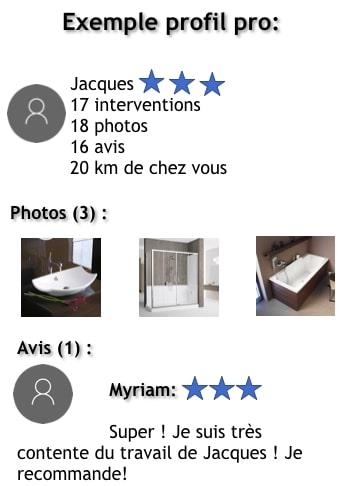 Exemple profil pro:
Jacques
17 interventions
18 photos
16 avis
20 km de chez vous
Photos (3) :
Avis (1) :
Myriam:
Super ! Je suis très
contente du travail de Jacques ! Je
recommande!